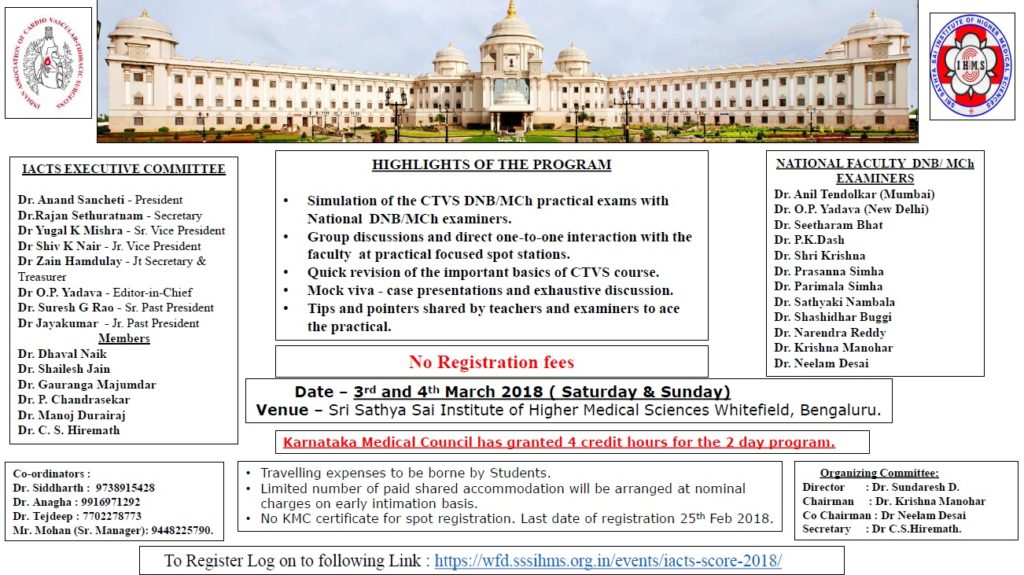 INDIAN ASSOCIATION OF CARDIO VASCULAR-THORACIC SURGEONS
SRI SATHYA SAI INSTITUTE OF HIGHER MEDICAL SCIENCES
I.H.M.S
IACTS EXECUTIVE COMMITTEE
Dr. Anand Sancheti - President
Dr.Rajan Sethuratnam - Secretary
Dr Yugal K Mishra - Sr. Vice President
Dr Shiv K Nair - Jr. Vice President
Dr Zain Hamdulay - Jt Secretary &
Treasurer
Dr O.P. Yadava - Editor-in-Chief
Dr. Suresh G Rao - Sr. Past President
Dr Jayakumar - Jr. Past President
Members
Dr. Dhaval Naik
Dr. Shailesh Jain
Dr. Gauranga Majumdar
Dr. P. Chandrasekar
Dr. Manoj Durairaj
Dr. C. S. Hiremath
HIGHLIGHTS OF THE PROGRAM
• Simulation of the CTVS DNB/MCh practical exams with
National DNB/MCh examiners.
• Group discussions and direct one-to-one interaction with the
faculty at practical focused spot stations.
• Quick revision of the important basics of CTVS course.
• Mock viva - case presentations and exhaustive discussion.
• Tips and pointers shared by teachers and examiners to ace
the practical.
No Registration fees
NATIONAL FACULTY DNB/ MCh
EXAMINERS
Dr. Anil Tendolkar (Mumbai)
Dr. O.P. Yadava (New Delhi)
Dr. Seetharam Bhat
Dr. P.K.Dash
Dr. Shri Krishna
Dr. Prasanna Simha
Dr. Parimala Simha
Dr. Sathyaki Nambala
Dr. Shashidhar Buggi
Dr. Narendra Reddy
Dr. Krishna Manohar
Dr. Neelam Desai
Date – 3rd and 4th March 2018 ( Saturday & Sunday)
Venue – Sri Sathya Sai Institute of Higher Medical Sciences Whitefield, Bengaluru.
Karnataka Medical Council has granted 4 credit hours for the 2 day program.
Co-ordinators :
Dr. Siddharth : 9738915428
Dr. Anagha : 9916971292
Dr. Tejdeep : 7702278773
Mr. Mohan (Sr. Manager): 9448225790.
• Travelling expenses to be borne by Students.
• Limited number of paid shared accommodation will be arranged at nominal
charges on early intimation basis.
• No KMC certificate for spot registration. Last date of registration 25th Feb 2018.
Organizing Committee:
Director : Dr. Sundaresh D.
Chairman : Dr. Krishna Manohar
Co Chairman : Dr Neelam Desai
Secretary : Dr C.S.Hiremath.
To Register Log on to following Link : https://wfd.sssihms.org.in/events/iacts-score-2018/